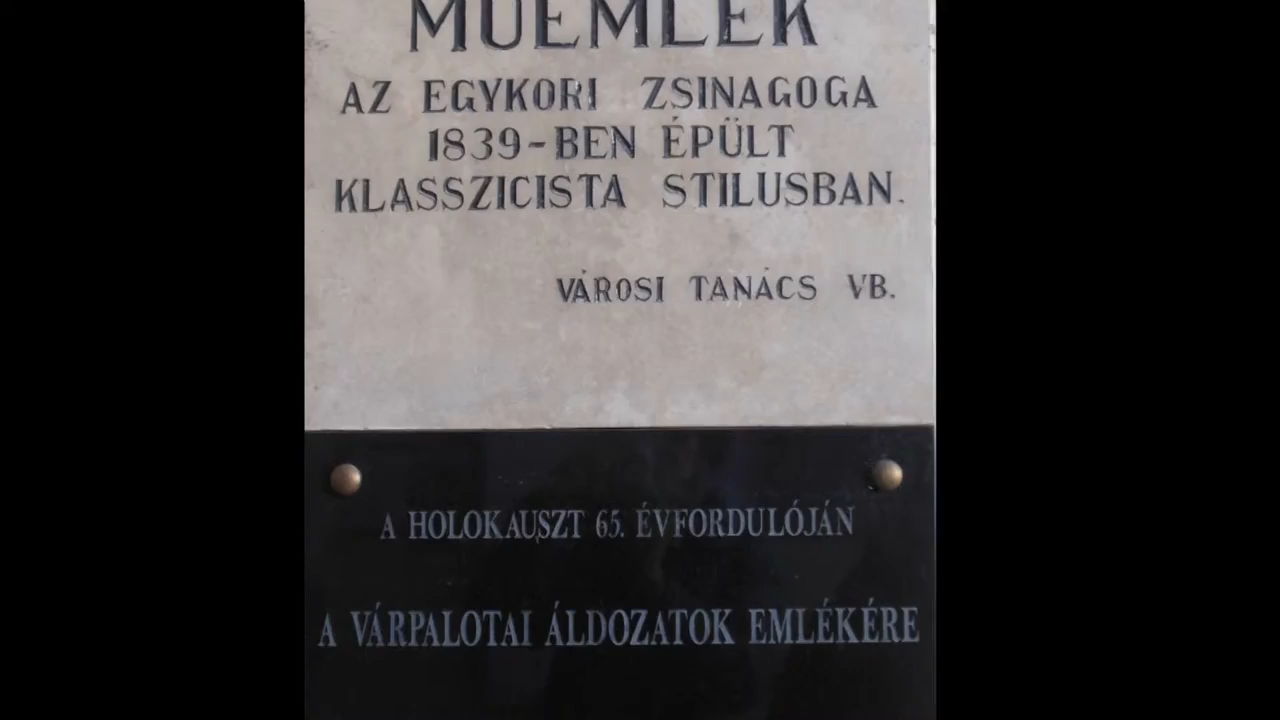 MŰEMLÉK
AZ EGYKORI ZSINAGOGA
1839-BEN ÉPÜLT
KLASSZICISTA STILUSBAN.
VÁROSI TANÁCS VB.
A HOLOKAUSZT 65. ÉVFORDULÓJÁN
A VÁRPALOTAI ÁLDOZATOK EMLÉKÉRE